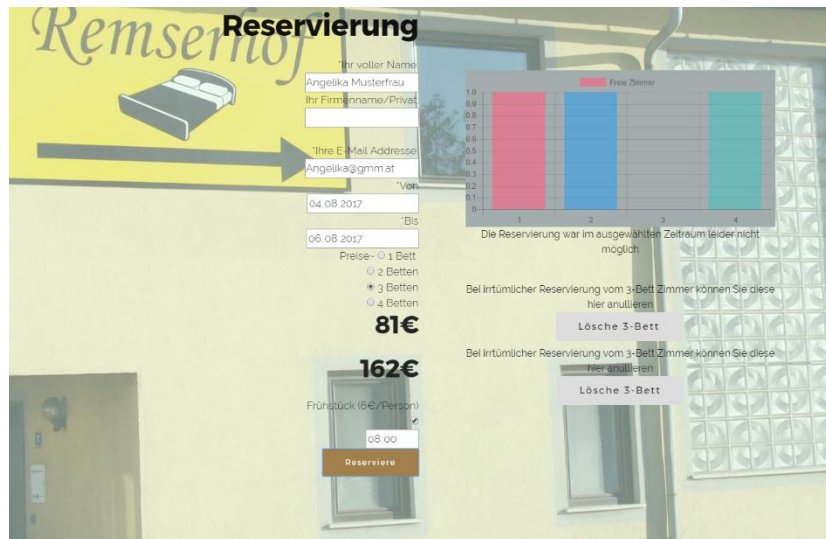 Remserhof
Reservierung
*Ihr voller Name
Angelika Musterfrau
Ihr Firmenname/Privat
*Ihre E-Mail Addresse
Angelika@gmm.at
*Von
04.08.2017
*Bis
06.08.2017
Preise~ 1 Bett
2 Betten
3 Betten
4 Betten
81€
162€
Frühstück (6€/Person)
08:00
Reserviere
Freie Zimmer
1.0
0.9
0.8
0.7
0.6
0.5
0.4
0.3
0.2
0.1
0
1 2 3 4
Die Reservierung war im ausgewählten Zeitraum leider nicht
möglich
Bei irrtümlicher Reservierung vom 3-Bett Zimmer können Sie diese
hier anullieren
Lösche 3-Bett
Bei irrtümlicher Reservierung vom 3-Bett Zimmer können Sie diese
hier anullieren
Lösche 3-Bett